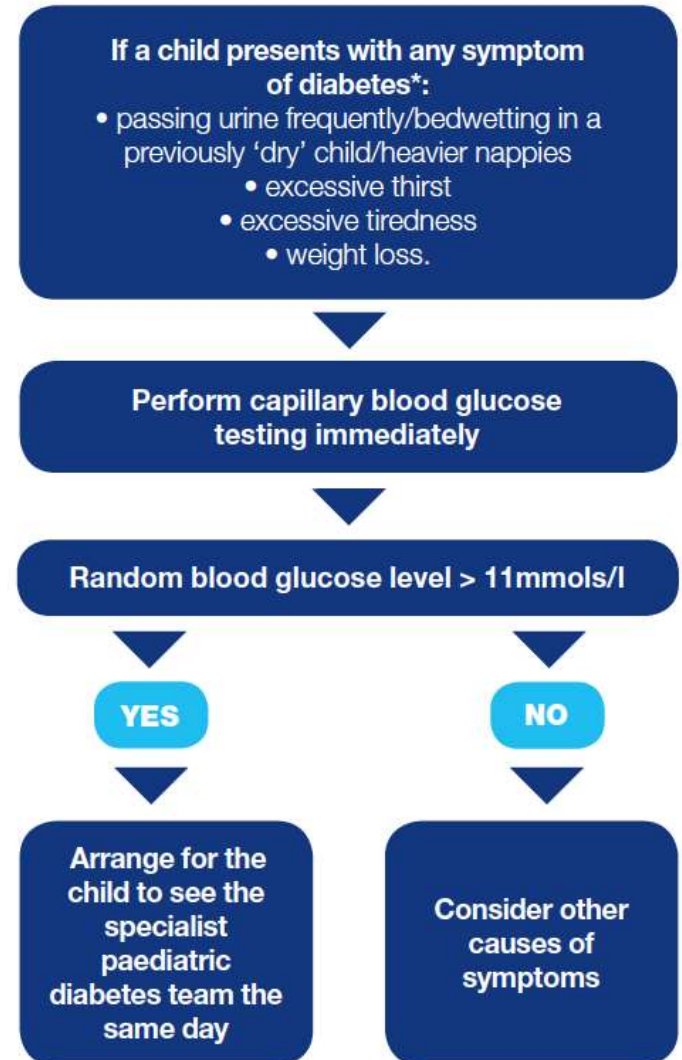 If a child presents with any symptom
of diabetes*:
• passing urine frequently/bedwetting in a
previously ‘dry’ child/heavier nappies
• excessive thirst
• excessive tiredness
• weight loss.
Perform capillary blood glucose
testing immediately
Random blood glucose level > 11mmols/l
YES
NO
Arrange for the
child to see the
specialist
paediatric
diabetes team the
same day
Consider other
causes of
symptoms